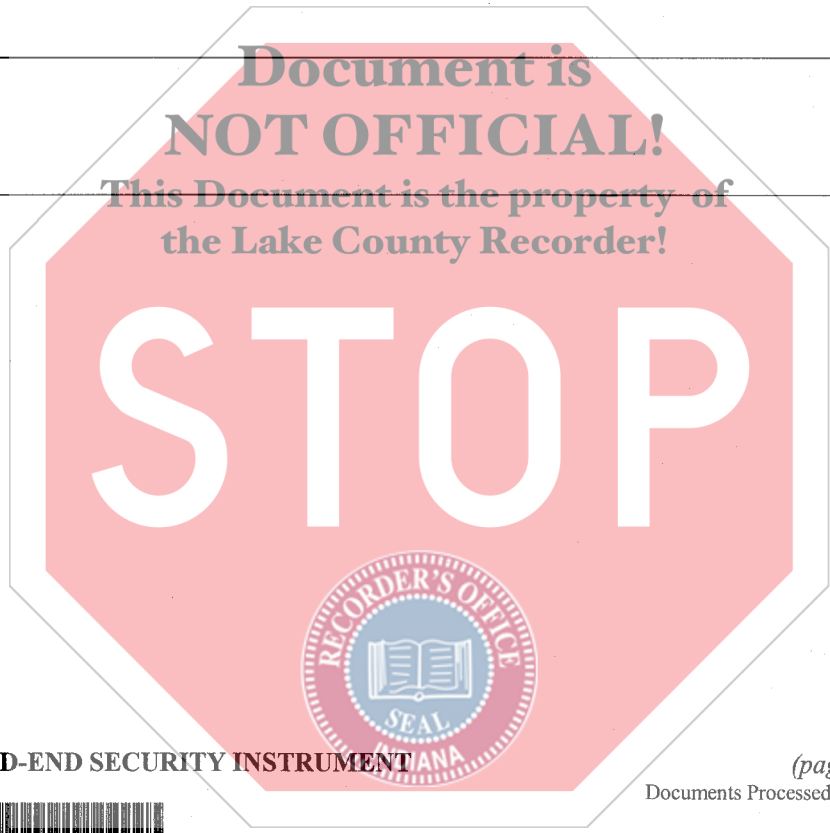 Document is
NOT OFFICIAL!
This Document is the property of
the Lake County Recorder!
STOP
RECORDER'S OFFICE
SEAL
INDIANA
D-END SECURITY INSTRUMENT
(pag
Documents Processed